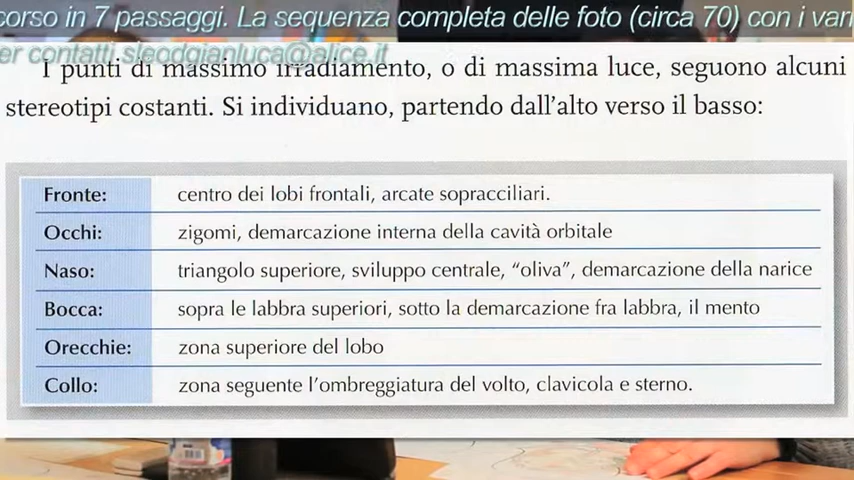 corso in 7 passaggi. La sequenza completa delle foto (circa 70) con i vari
er contatti sleodgianluca@alice.it
I punti di massimo irradiamento, o di massima luce, seguono alcuni
stereotipi costanti. Si individuano, partendo dall'alto verso il basso:
Fronte: centro dei lobi frontali, arcate sopracciliari.
Occhi: zigomi, demarcazione interna della cavità orbitale
Naso: triangolo superiore, sviluppo centrale, "oliva", demarcazione della narice
Bocca: sopra le labbra superiori, sotto la demarcazione fra labbra, il mento
Orecchie: zona superiore del lobo
Collo: zona seguente l'ombreggiatura del volto, clavicola e sterno.